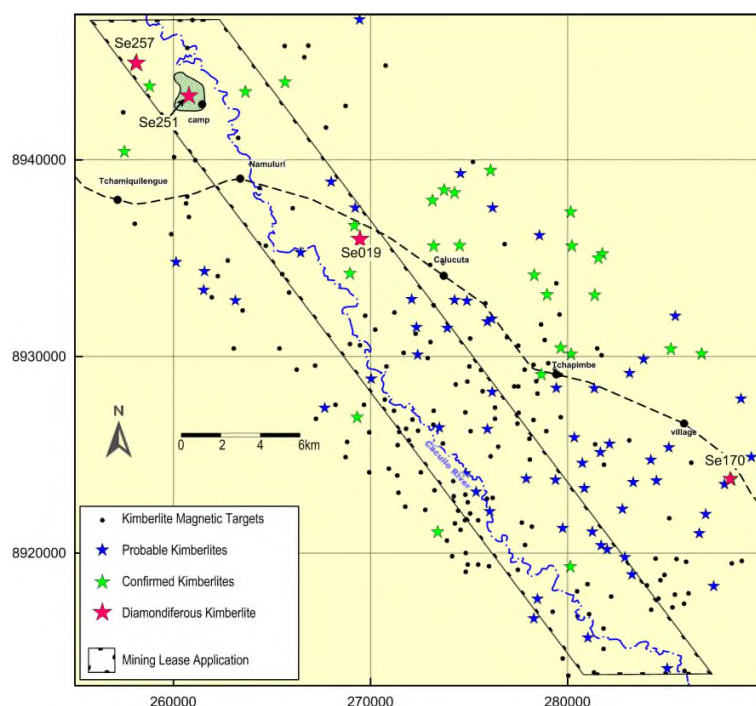 Se257
8940000
Se251
camp
Namuluri
Tchamiquilengue
Se019
Calucuta
8930000
Tchapimbe
N
0 2 4 6km
village
Cacuilo River
Se170
Kimberlite Magnetic Targets
Probable Kimberlites
8920000
Confirmed Kimberlites
Diamondiferous Kimberlite
Mining Lease Application
260000 270000 280000